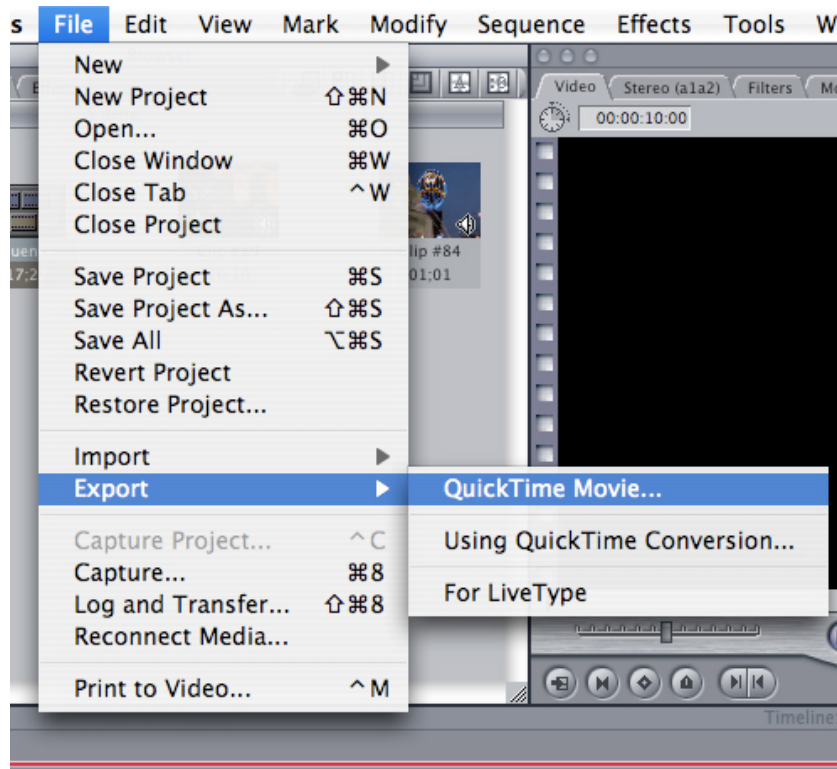 s File Edit View Mark Modify Sequence Effects Tools W
New
New Project ⇧⌘N
Open... ⌘O
Close Window ⌘W
Close Tab ^W
Close Project
Save Project ⌘S
Save Project As... ⇧⌘S
Save All ⌥⌘S
Revert Project
Restore Project...
Import
Export
Capture Project... ^C
Capture... ⌘8
Log and Transfer... ⇧⌘8
Reconnect Media...
Print to Video... ^M
QuickTime Movie...
Using QuickTime Conversion...
For LiveType
lip #84
01;01
17;2
Video Stereo (a1a2) Filters Mo
00:00:10:00
Timeline: